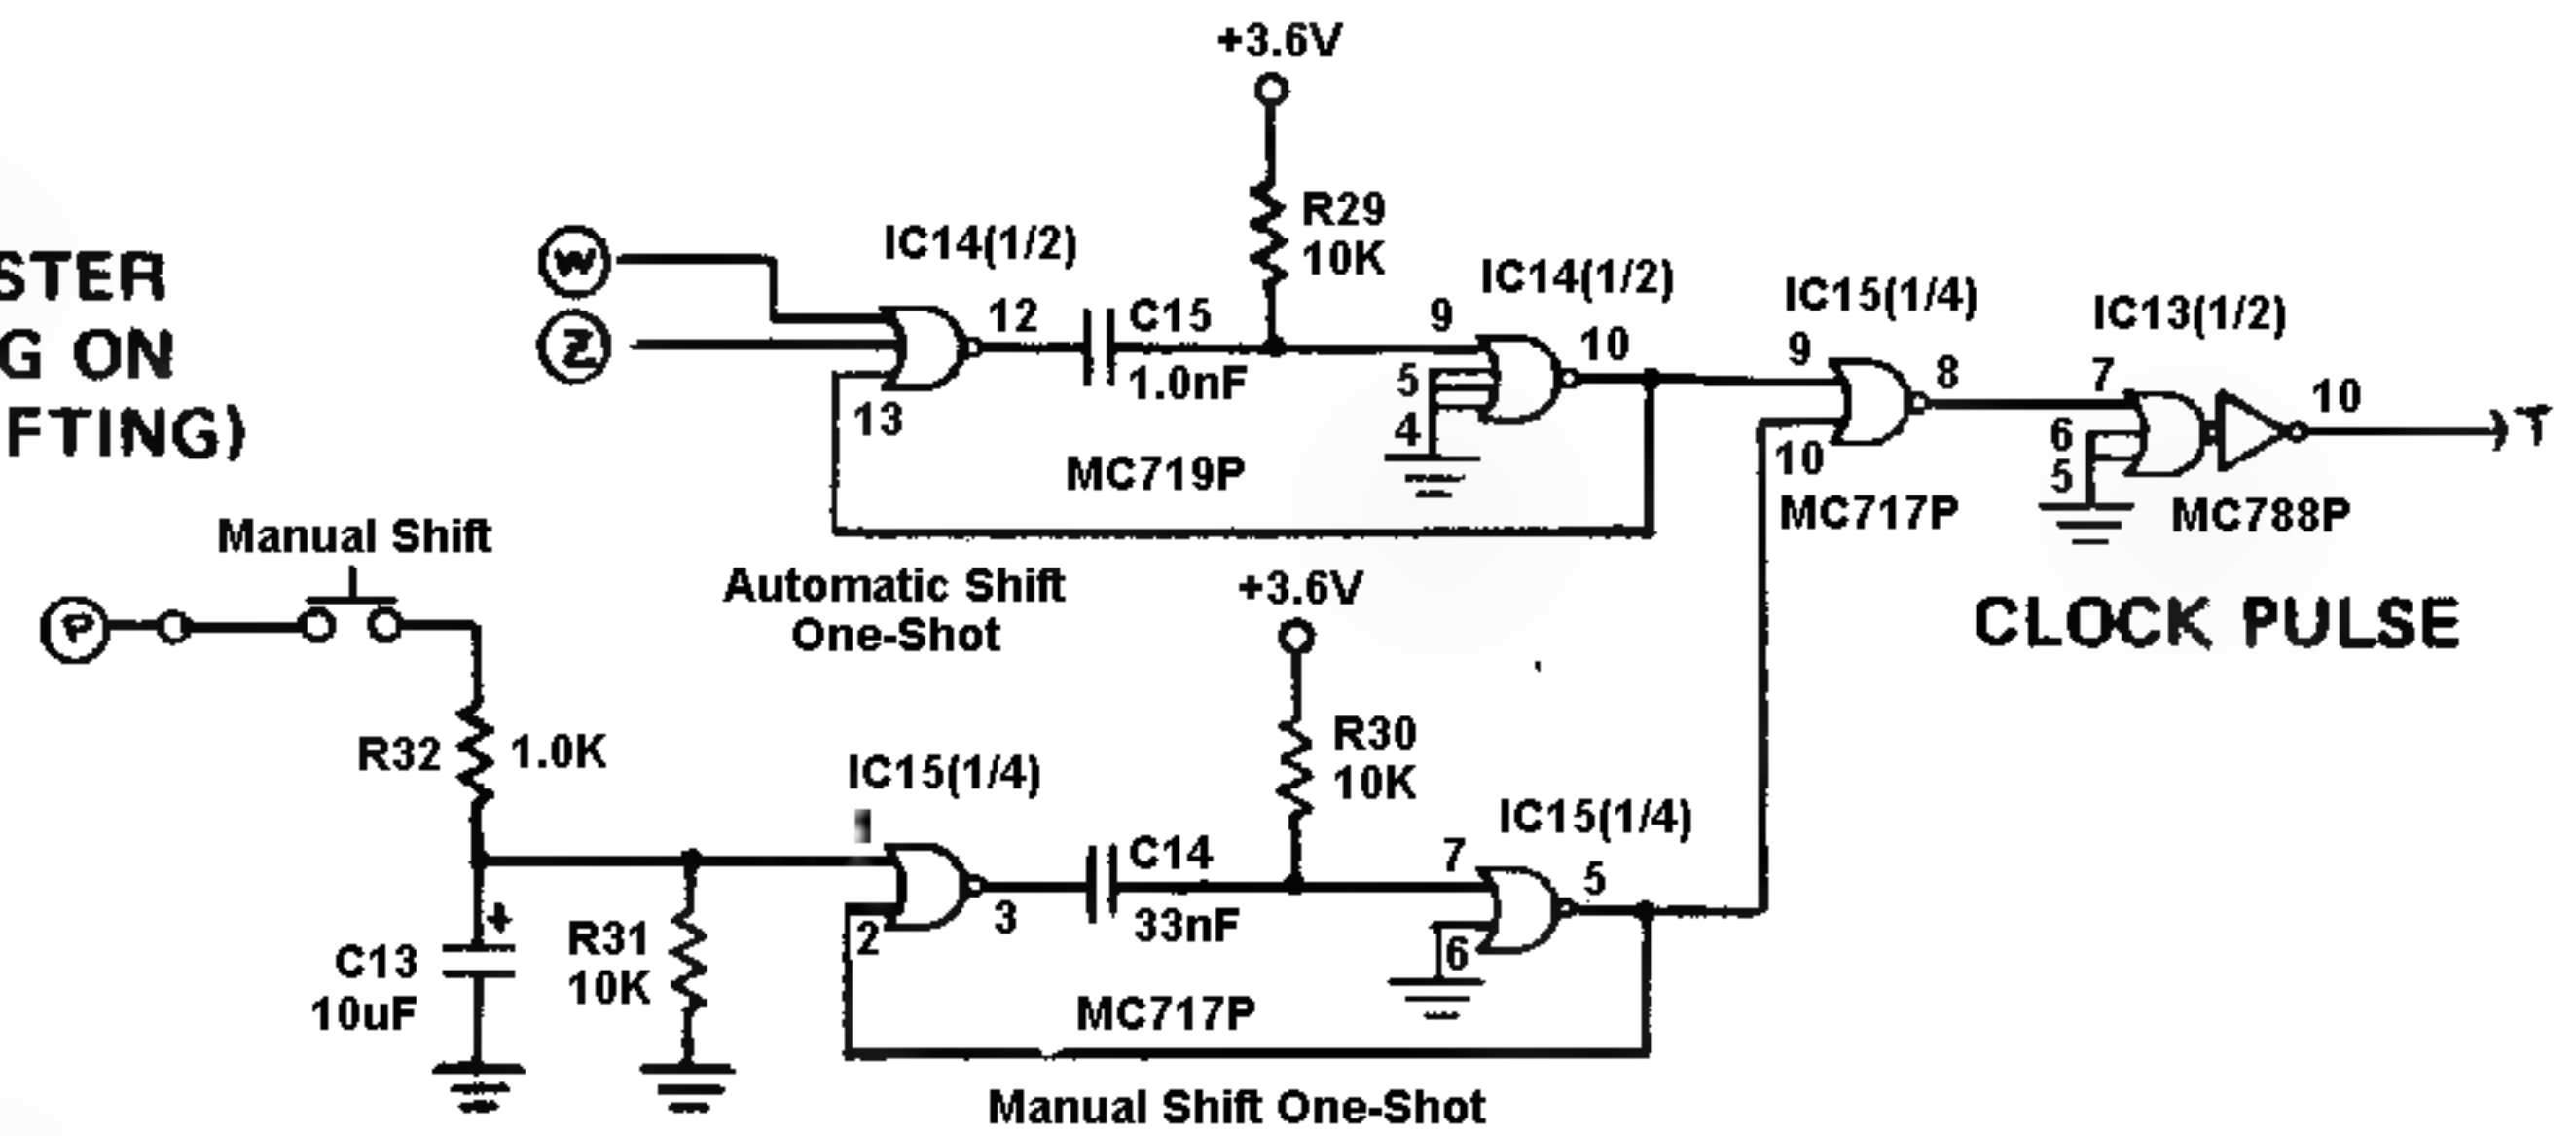 +3.6V
R29
10K
IC14(1/2)
W
Z
12
C15
1.0nF
13
MC719P
IC14(1/2)
9
5
4
10
IC15(1/4)
9
10
8
MC717P
IC13(1/2)
7
6
5
10
T
MC788P
STER
G ON
FTING)
Automatic Shift
One-Shot
CLOCK PULSE
Manual Shift
P
R32
1.0K
C13
10uF
R31
10K
+3.6V
R30
10K
IC15(1/4)
1
2
3
C14
33nF
MC717P
IC15(1/4)
7
6
5
Manual Shift One-Shot